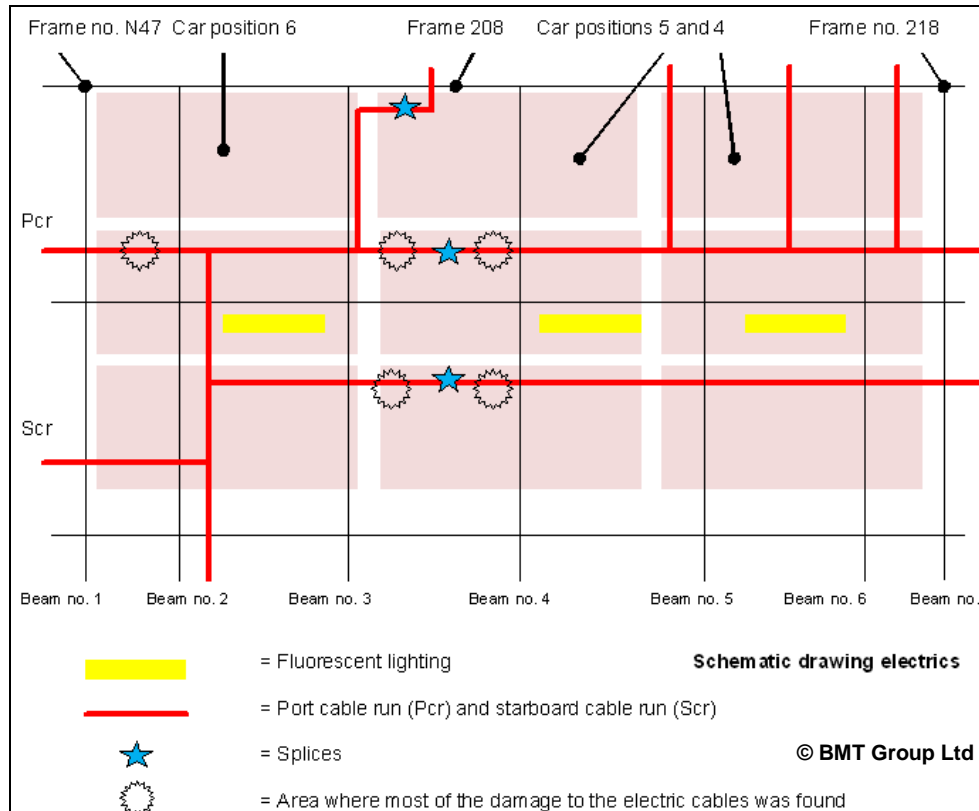 Frame no. N47 Car position 6 Frame 208 Car positions 5 and 4 Frame no. 218
Pcr
Scr
Beam no. 1 Beam no. 2 Beam no. 3 Beam no. 4 Beam no. 5 Beam no. 6 Beam no.
= Fluorescent lighting Schematic drawing electrics
= Port cable run (Pcr) and starboard cable run (Scr)
= Splices © BMT Group Ltd
= Area where most of the damage to the electric cables was found